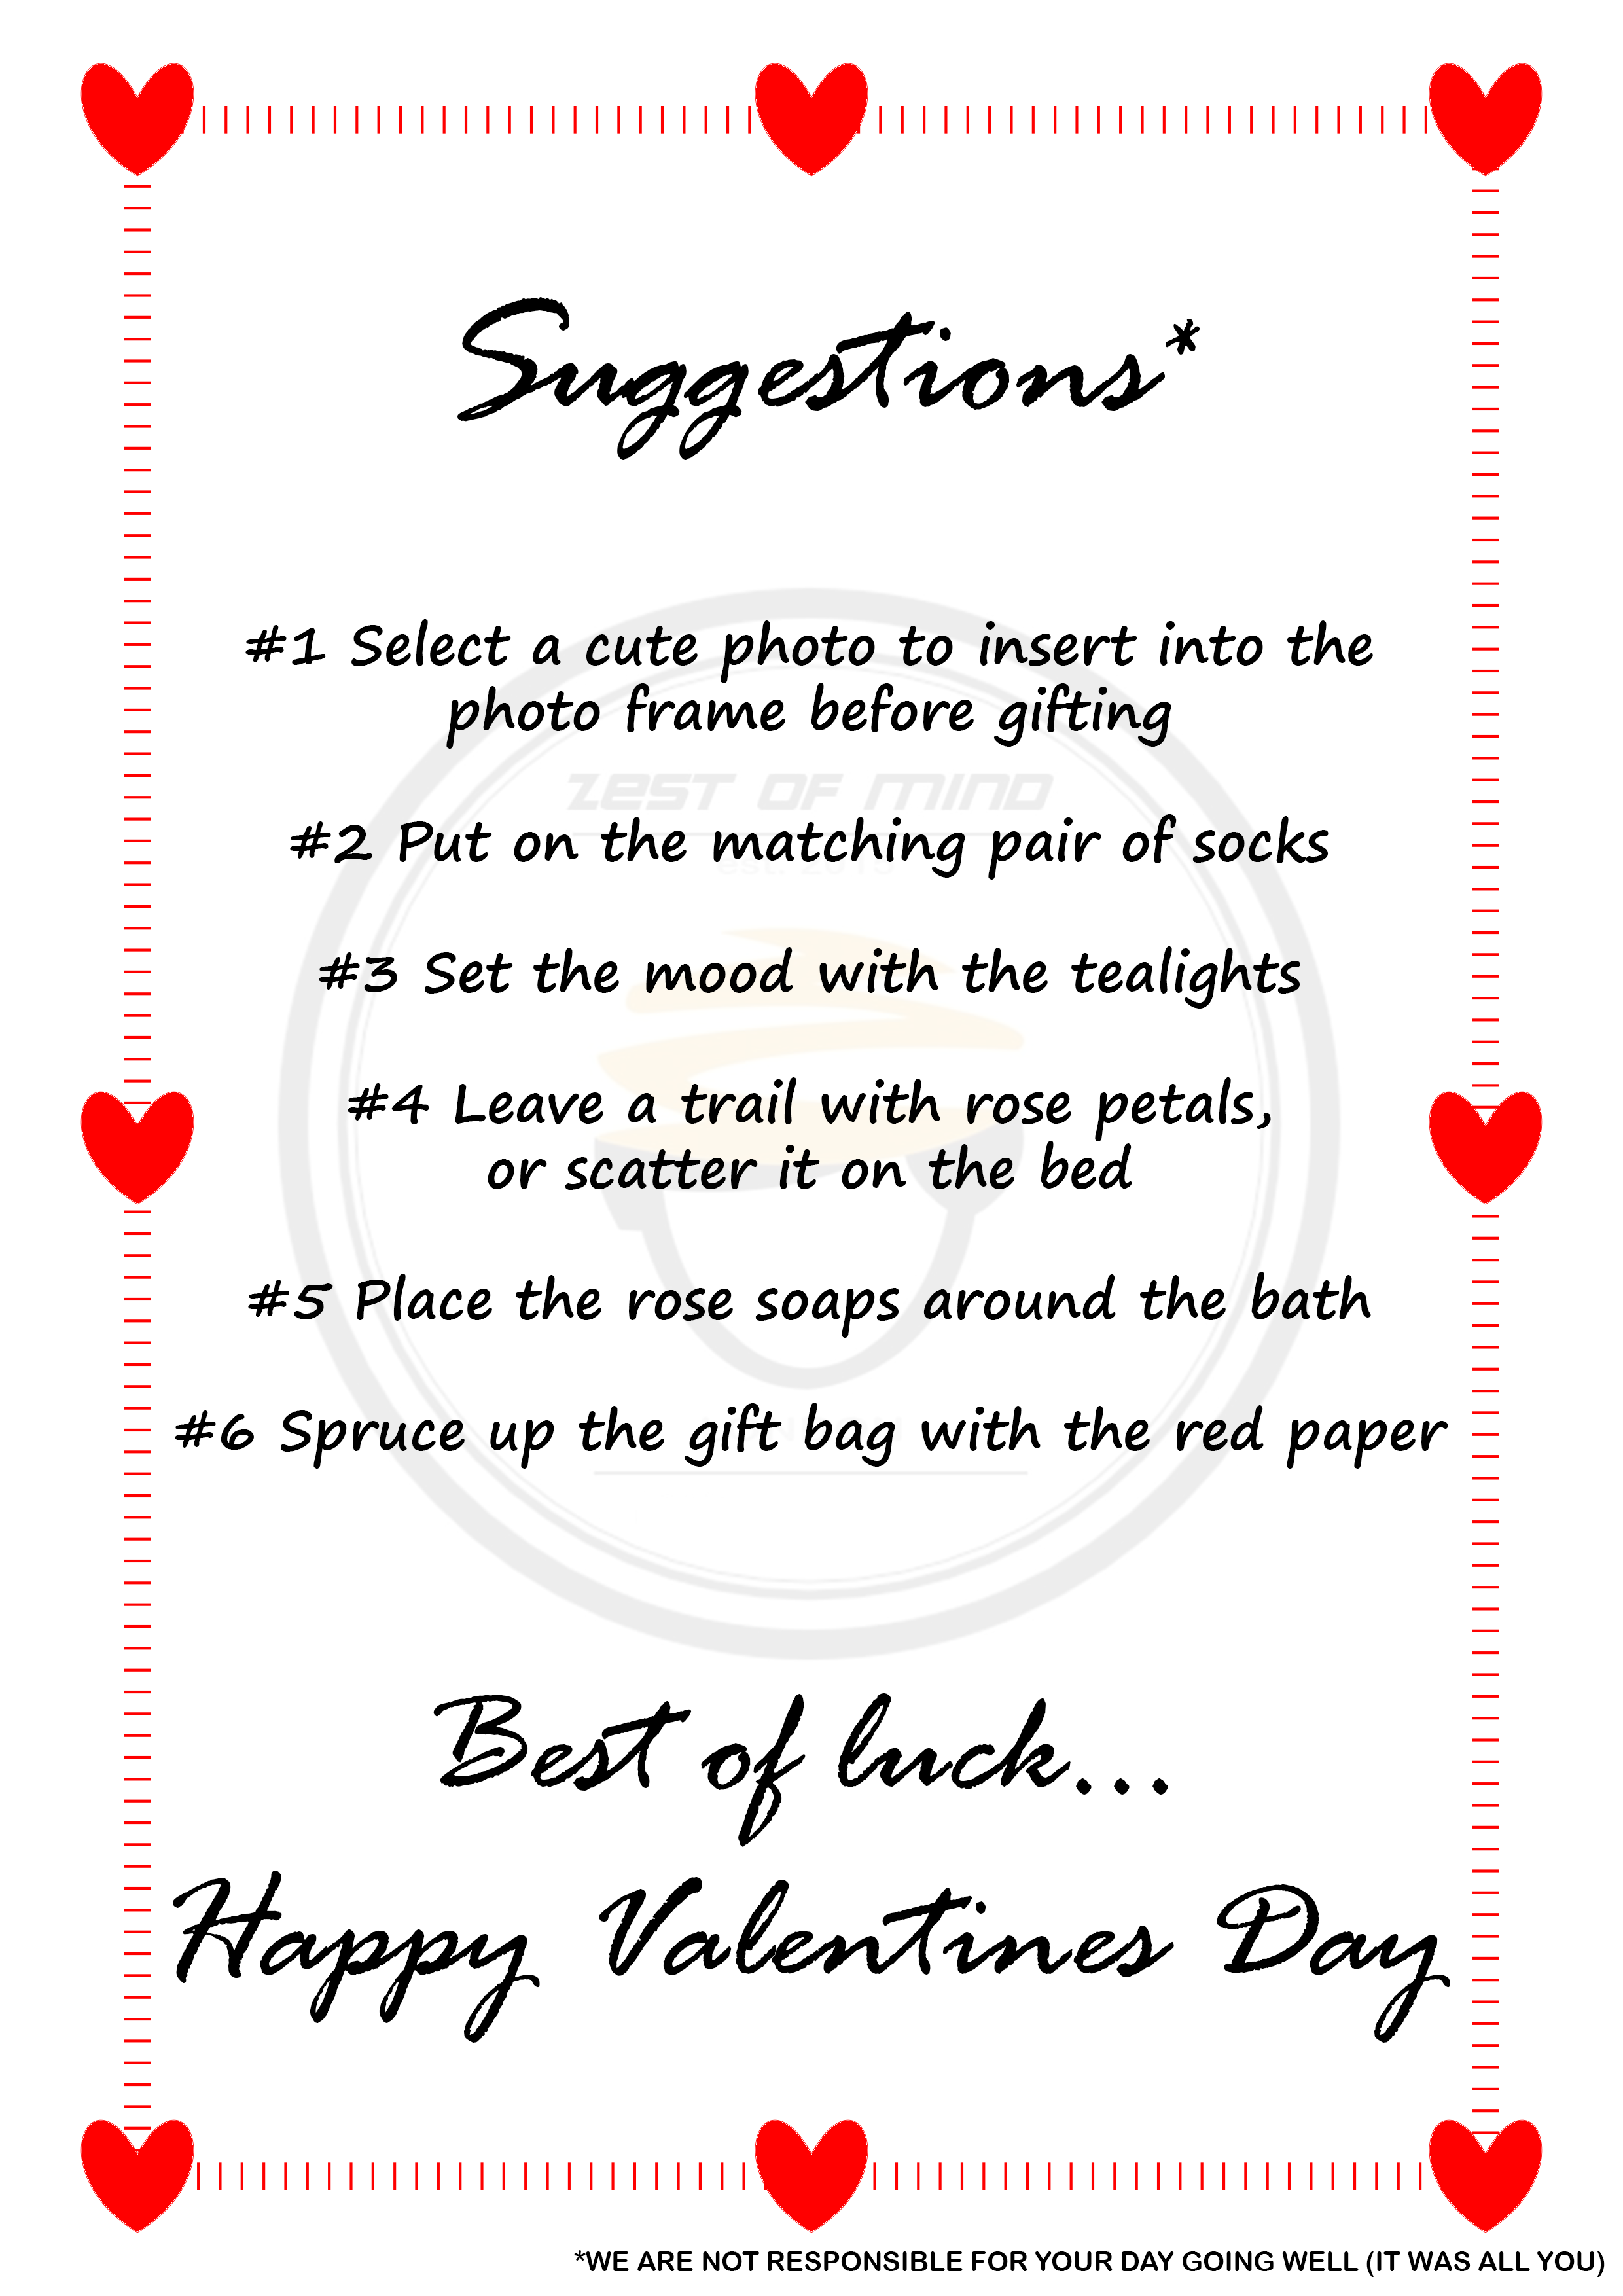 Suggestions*
#1 Select a cute photo to insert into the
photo frame before gifting
ZEST OF MIND
#2 Put on the matching pair of socks
#3 Set the mood with the tealights
#4 Leave a trail with rose petals,
or scatter it on the bed
#5 Place the rose soaps around the bath
#6 Spruce up the gift bag with the red paper
Best of luck...
Happy Valentines Day
*WE ARE NOT RESPONSIBLE FOR YOUR DAY GOING WELL (IT WAS ALL YOU)